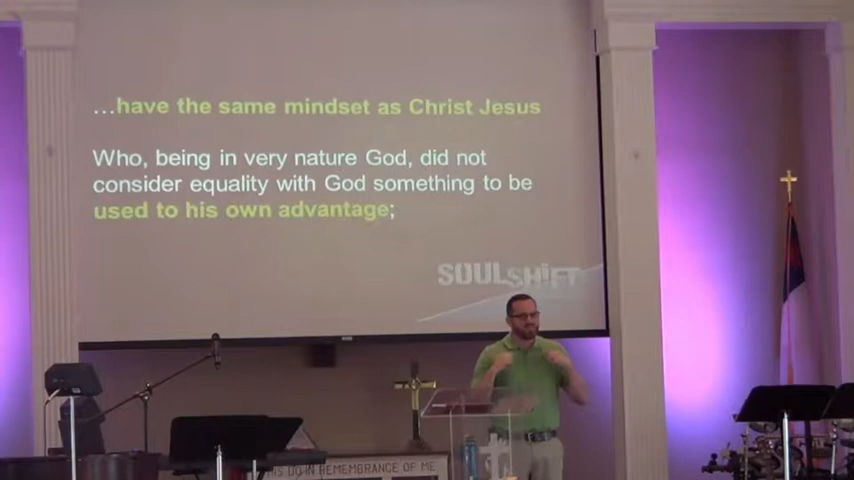 ...have the same mindset as Christ Jesus
Who, being in very nature God, did not
consider equality with God something to be
used to his own advantage;
SOULSHIFT
DO IN REMEMBRANCE OF ME